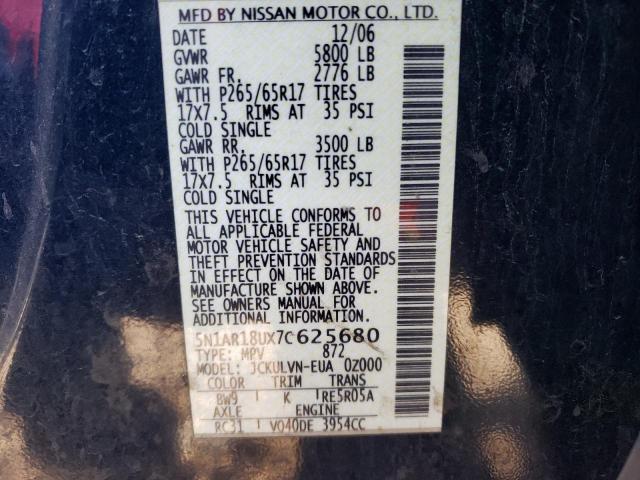 MFD BY NISSAN MOTOR CO., LTD.
DATE 12/06
GVWR 5800 LB
GAWR FR. 2776 LB
WITH P265/65R17 TIRES
17X7.5 RIMS AT 35 PSI
COLD SINGLE
GAWR RR. 3500 LB
WITH P265/65R17 TIRES
17X7.5 RIMS AT 35 PSI
COLD SINGLE
THIS VEHICLE CONFORMS TO
ALL APPLICABLE FEDERAL
MOTOR VEHICLE SAFETY AND
THEFT PREVENTION STANDARDS
IN EFFECT ON THE DATE OF
MANUFACTURE SHOWN ABOVE.
SEE OWNERS MANUAL FOR
ADDITIONAL INFORMATION.
5N1AR18UX7C625680
TYPE: MPV 872
MODEL: JCKULVN-EUA 0Z000
COLOR TRIM TRANS
BW9 K RE5R05A
AXLE ENGINE
RC31 VQ40DE 3954CC